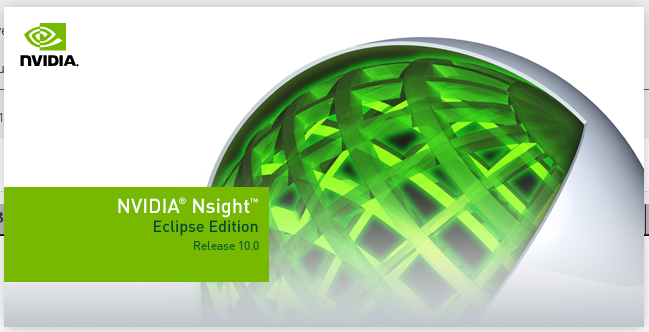 NVIDIA.
NVIDIA® Nsight™
Eclipse Edition
Release 10.0